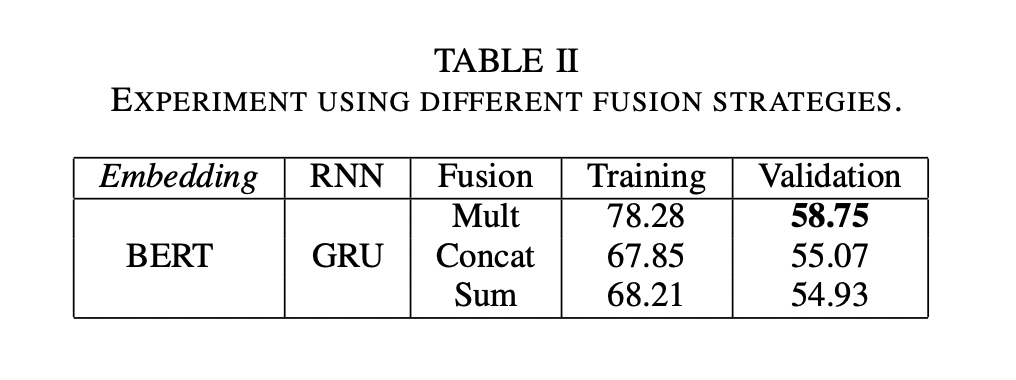 TABLE II
EXPERIMENT USING DIFFERENT FUSION STRATEGIES.
Embedding RNN Fusion Training Validation
Mult 78.28 58.75
BERT GRU Concat 67.85 55.07
Sum 68.21 54.93